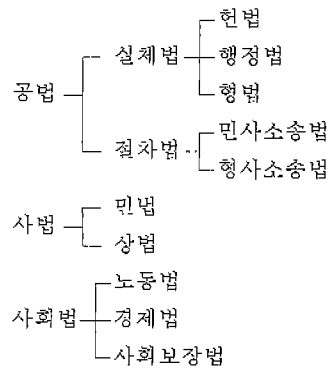 공법
실체법
헌법
행정법
형법
절차법
민사소송법
형사소송법
사법
민법
상법
사회법
노동법
경제법
사회보장법